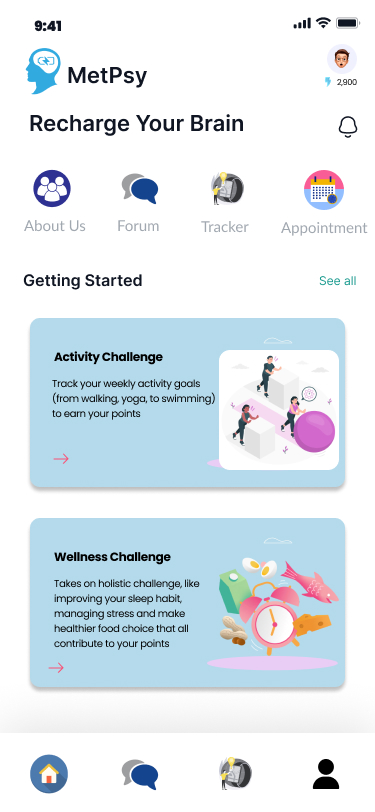 9:41
MetPsy
2,900
Recharge Your Brain
About Us
Forum
Tracker
Appointment
Getting Started
See all
Activity Challenge
Track your weekly activity goals
(from walking, yoga, to swimming)
to earn your points
Wellness Challenge
Takes on holistic challenge, like
improving your sleep habit,
managing stress and make
healthier food choice that all
contribute to your points